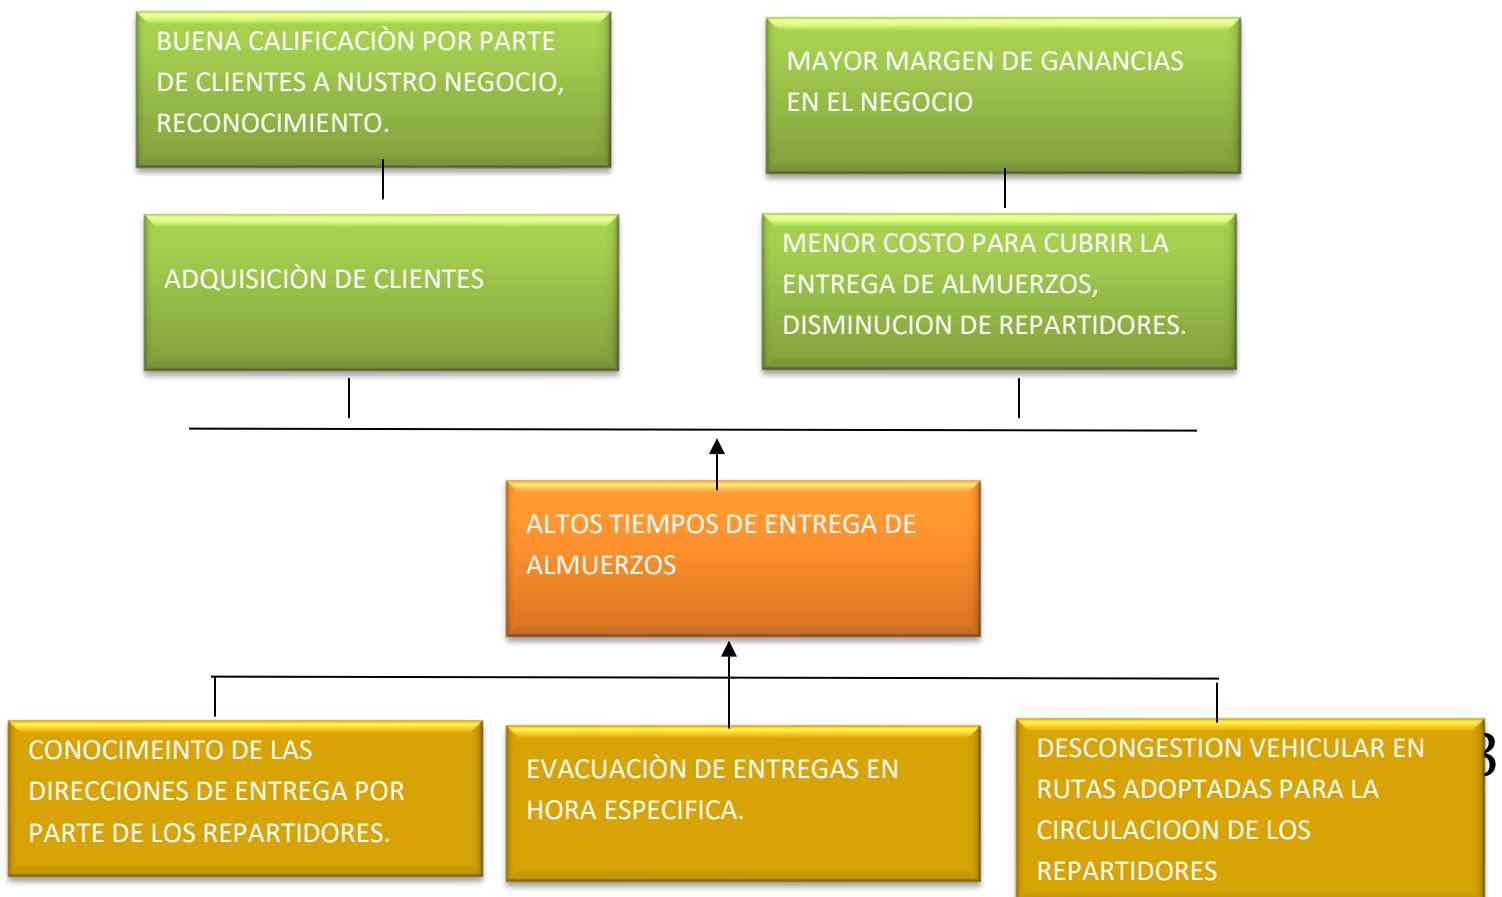 BUENA CALIFICACIÒN POR PARTE
DE CLIENTES A NUSTRO NEGOCIO,
RECONOCIMIENTO.
MAYOR MARGEN DE GANANCIAS
EN EL NEGOCIO
ADQUISICIÒN DE CLIENTES
MENOR COSTO PARA CUBRIR LA
ENTREGA DE ALMUERZOS,
DISMINUCION DE REPARTIDORES.
ALTOS TIEMPOS DE ENTREGA DE
ALMUERZOS
CONOCIMEINTO DE LAS
DIRECCIONES DE ENTREGA POR
PARTE DE LOS REPARTIDORES.
EVACUACIÒN DE ENTREGAS EN
HORA ESPECIFICA.
DESCONGESTION VEHICULAR EN
RUTAS ADOPTADAS PARA LA
CIRCULACIOON DE LOS
REPARTIDORES